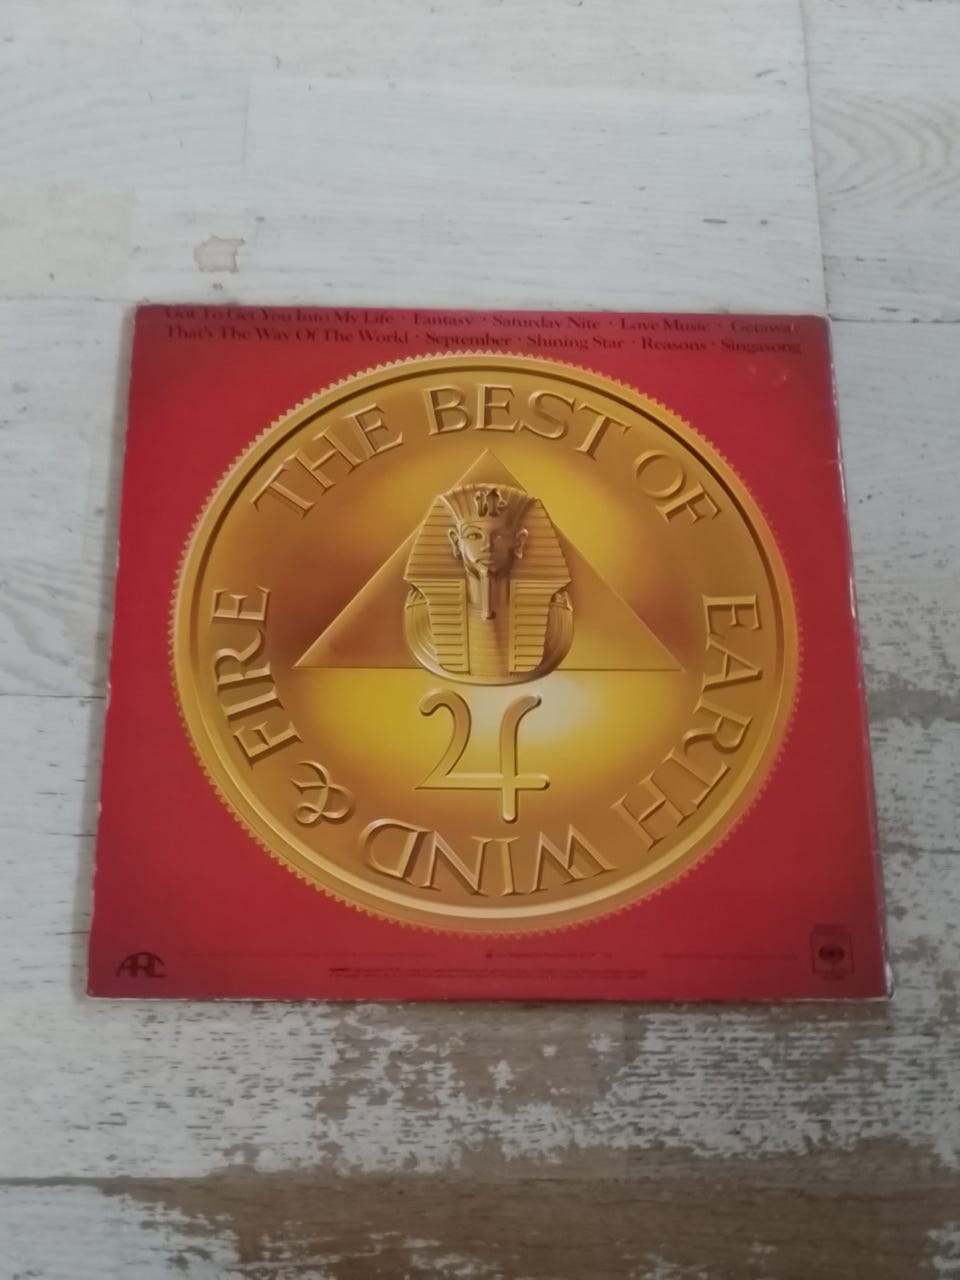 Got To Get You Into My Life · Fantasy · Saturday Nite · Love Music · Getaway
That's The Way Of The World · September · Shining Star · Reasons · Singasong
THE BEST OF EARTH WIND & FIRE
ARC